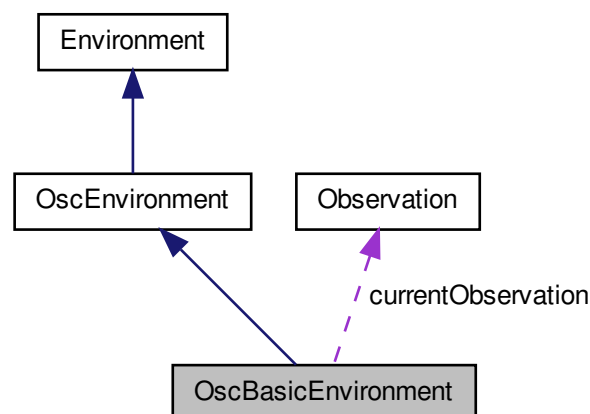 Environment
OscEnvironment
Observation
currentObservation
OscBasicEnvironment